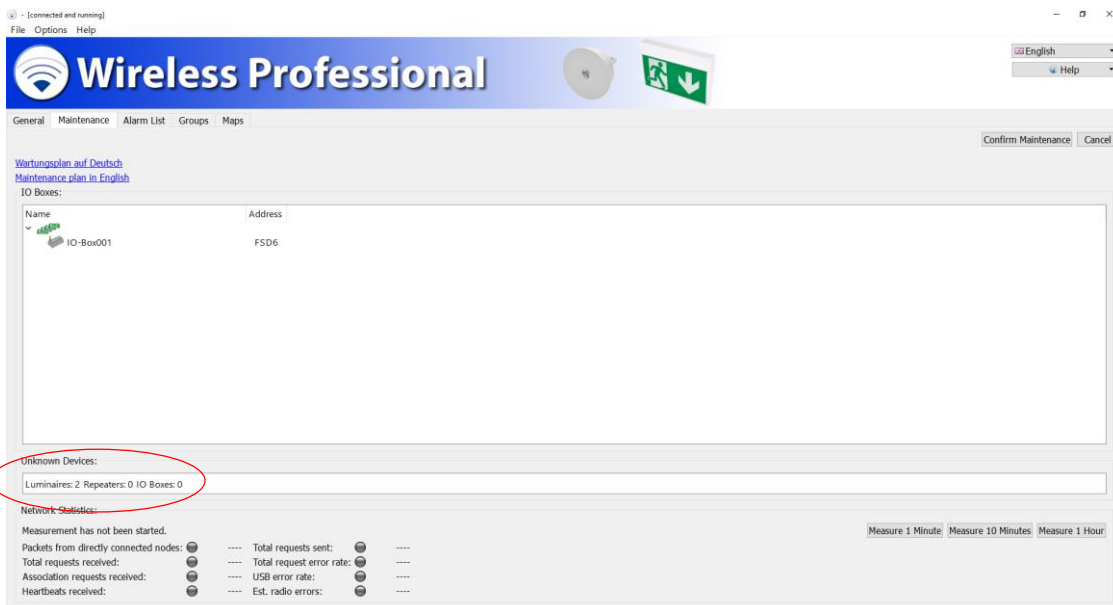 - [connected and running]
File Options Help
Wireless Professional
English
Help
General Maintenance Alarm List Groups Maps
Confirm Maintenance Cancel
Wartungsplan auf Deutsch
Maintenance plan in English
IO Boxes:
Name Address
IO-Box001 FSD6
Unknown Devices:
Luminaires: 2 Repeaters: 0 IO Boxes: 0
Network Statistics:
Measurement has not been started.
Measure 1 Minute Measure 10 Minutes Measure 1 Hour
Packets from directly connected nodes: ---- Total requests sent: ----
Total requests received: ---- Total request error rate: ----
Association requests received: ---- USB error rate: ----
Heartbeats received: ---- Est. radio errors: ----